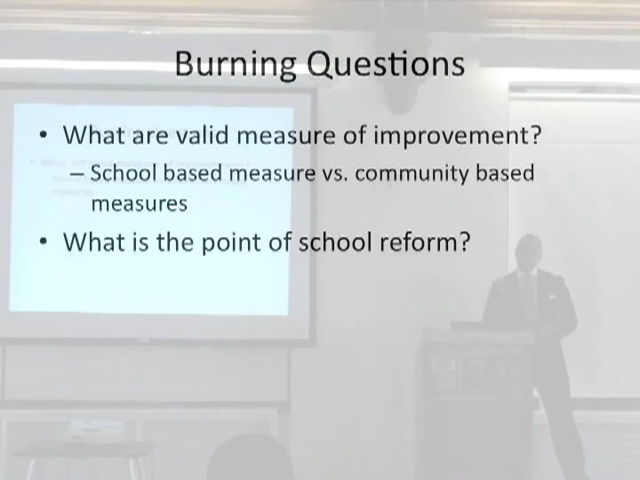 Burning Questions
• What are valid measure of improvement?
– School based measure vs. community based
measures
• What is the point of school reform?